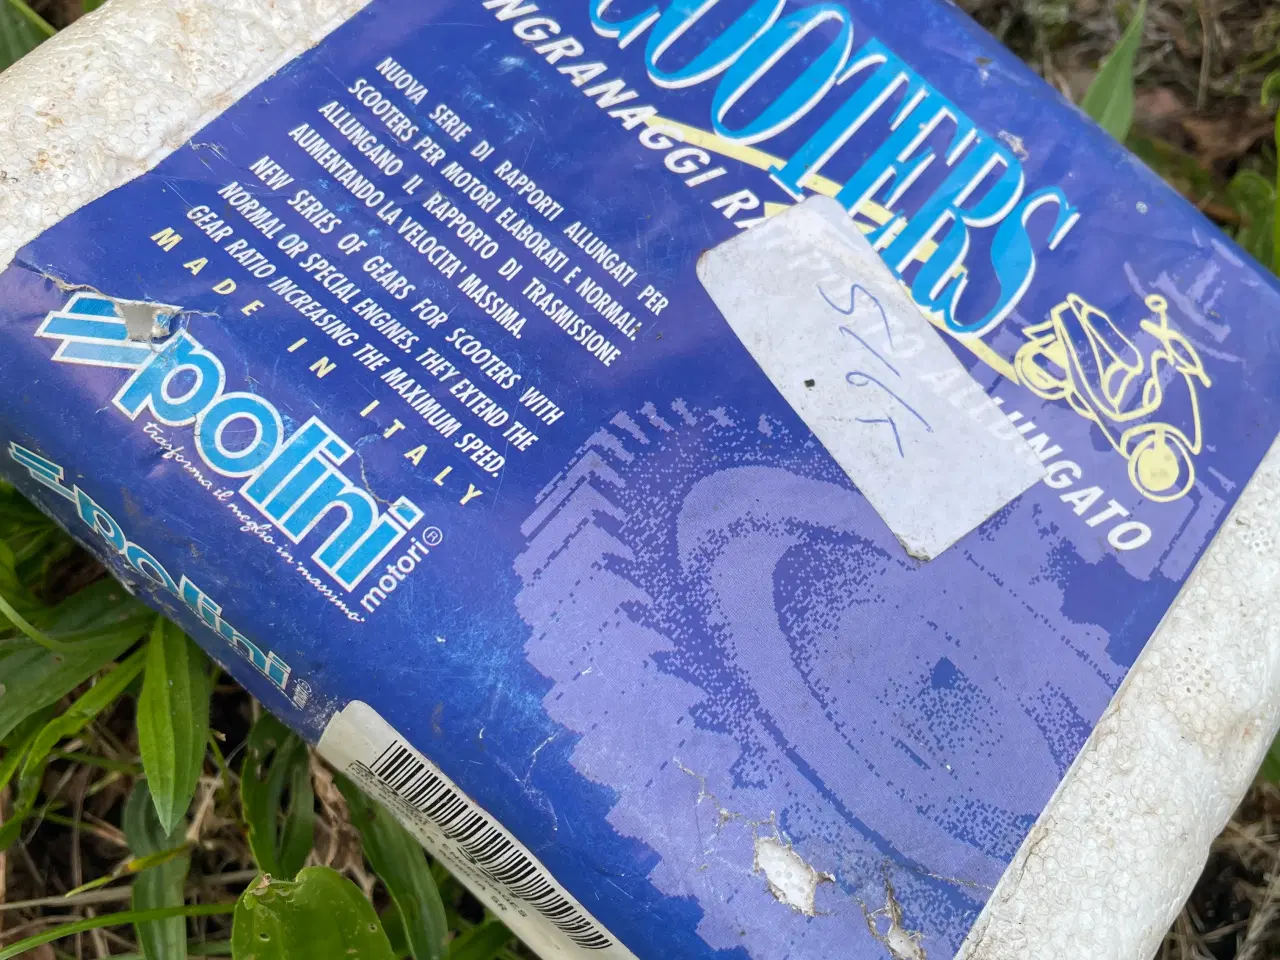 SCOOTERS
INGRANAGGI
ALLUNGATO
NUOVA SERIE DI RAPPORTI ALLUNGATI PER
SCOOTERS PER MOTORI ELABORATI E NORMALI.
ALLUNGANO IL RAPPORTO DI TRASMISSIONE
AUMENTANDO LA VELOCITA' MASSIMA.
NEW SERIES OF GEARS FOR SCOOTERS WITH
NORMAL OR SPECIAL ENGINES. THEY EXTEND THE
GEAR RATIO INCREASING THE MAXIMUM SPEED.
MADE IN ITALY
polini
motori®
trasforma il meglio in "massimo"
polini